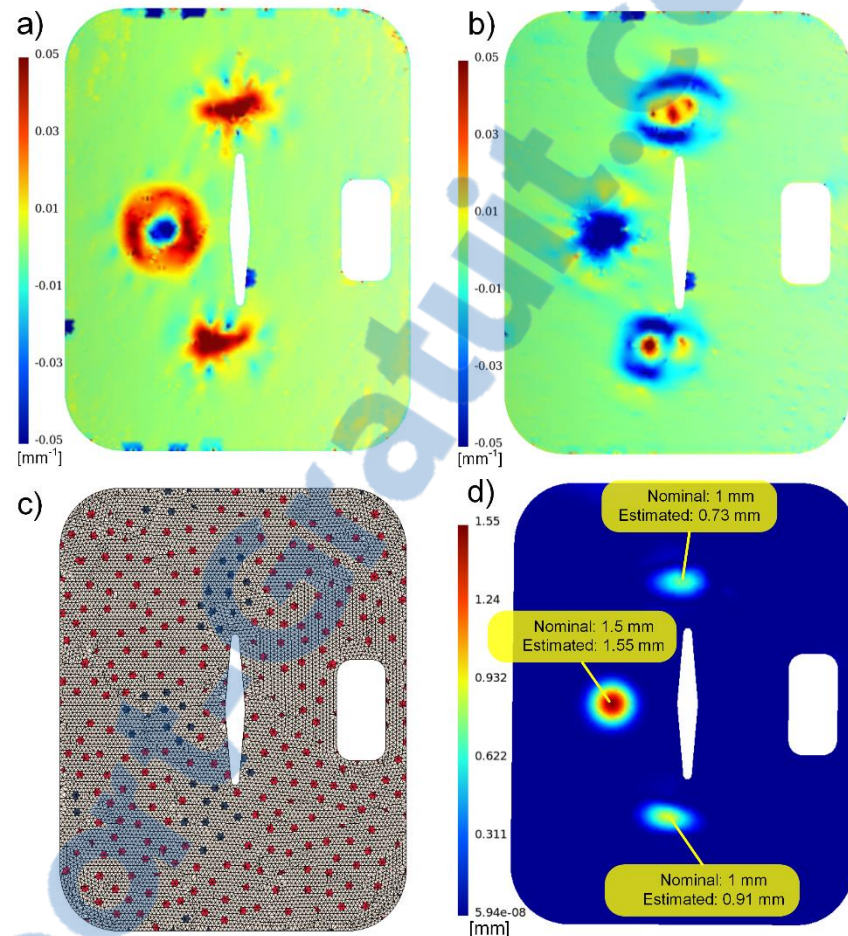 a)
0.05
0.03
0.01
-0.01
-0.03
-0.05
[mm⁻¹]
b)
0.05
0.03
0.01
-0.01
-0.03
-0.05
[mm⁻¹]
c)
d)
1.55
1.24
0.932
0.622
0.311
5.94e-08
[mm]
Nominal: 1 mm
Estimated: 0.73 mm
Nominal: 1.5 mm
Estimated: 1.55 mm
Nominal: 1 mm
Estimated: 0.91 mm